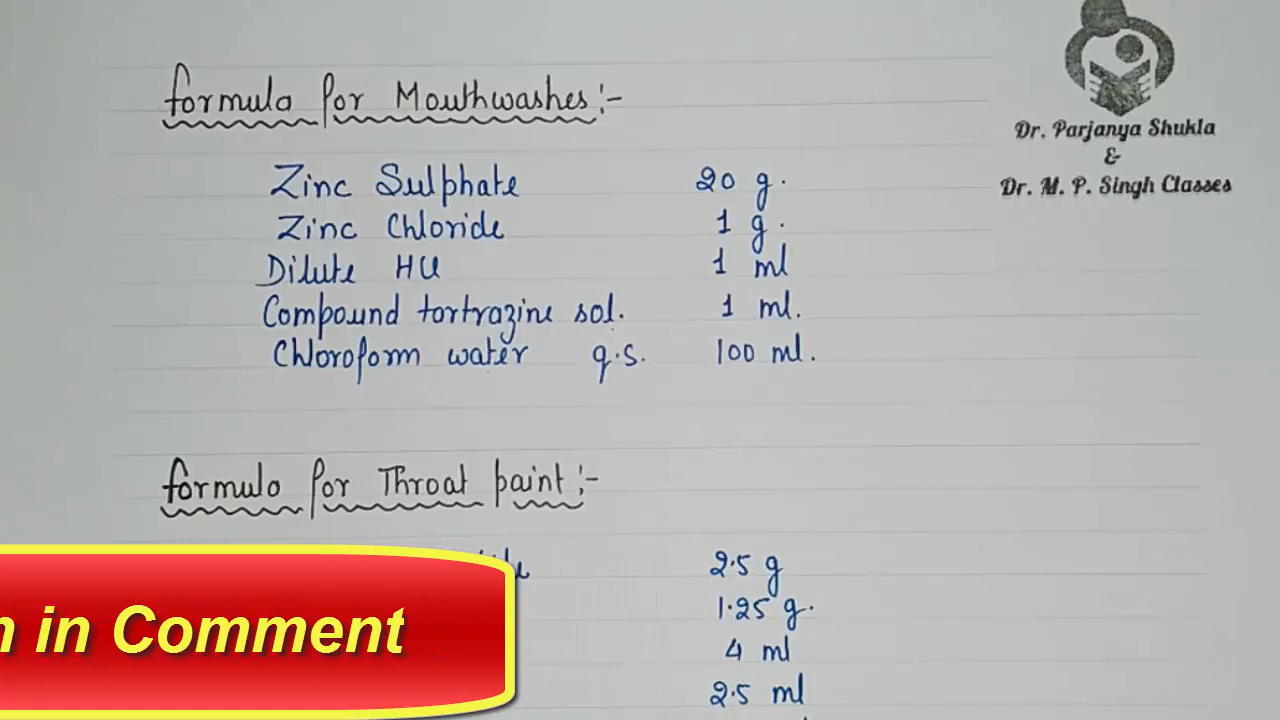 Formula for Mouthwashes:-
Zinc Sulphate 20 g.
Zinc Chloride 1 g.
Dilute HCl 1 ml
Compound tartrazine sol. 1 ml.
Chloroform water q.s. 100 ml.
Formula for Throat paint:-
2.5 g
1.25 g.
4 ml
2.5 ml
in Comment
Dr. Parjanya Shukla
&
Dr. M. P. Singh Classes